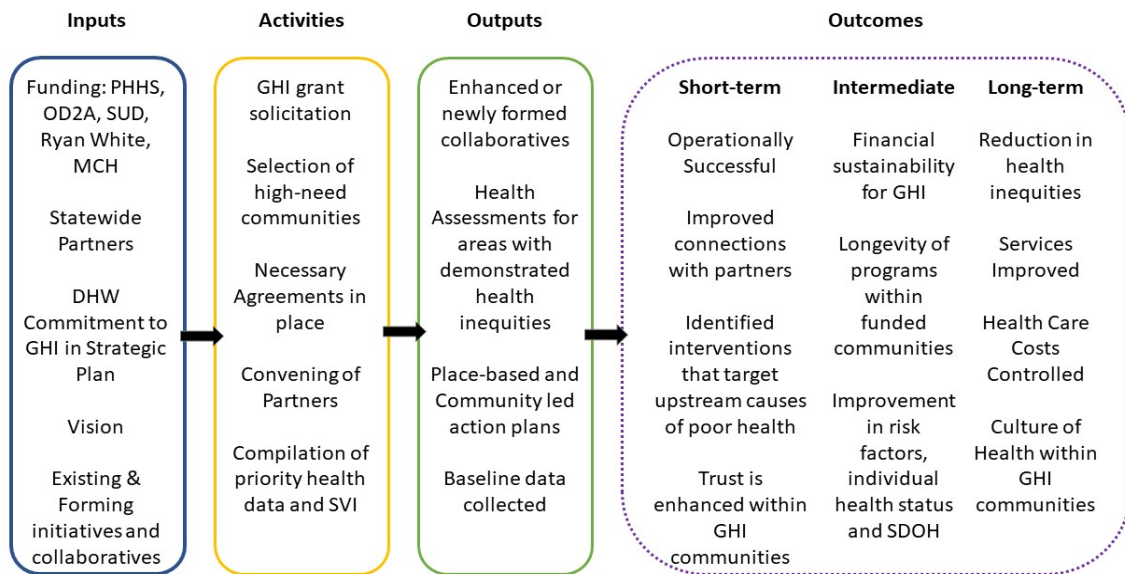 Inputs
Activities
Outputs
Outcomes
Funding: PHHS,
OD2A, SUD,
Ryan White,
MCH
Statewide
Partners
DHW
Commitment to
GHI in Strategic
Plan
Vision
Existing &
Forming
initiatives and
collaboratives
GHI grant
solicitation
Selection of
high-need
communities
Necessary
Agreements in
place
Convening of
Partners
Compilation of
priority health
data and SVI
Enhanced or
newly formed
collaboratives
Health
Assessments for
areas with
demonstrated
health
inequities
Place-based and
Community led
action plans
Baseline data
collected
Short-term
Operationally
Successful
Improved
connections
with partners
Identified
interventions
that target
upstream causes
of poor health
Trust is
enhanced within
GHI
communities
Intermediate
Financial
sustainability
for GHI
Longevity of
programs
within
funded
communities
Improvement
in risk
factors,
individual
health status
and SDOH
Long-term
Reduction in
health
inequities
Services
Improved
Health Care
Costs
Controlled
Culture of
Health within
GHI
communities